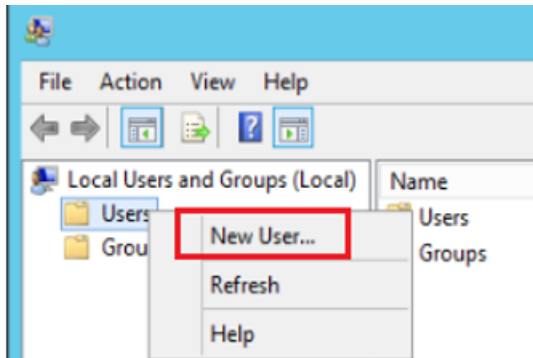 File Action View Help
Local Users and Groups (Local)
Name
Users
Users
New User...
Groups
Refresh
Help